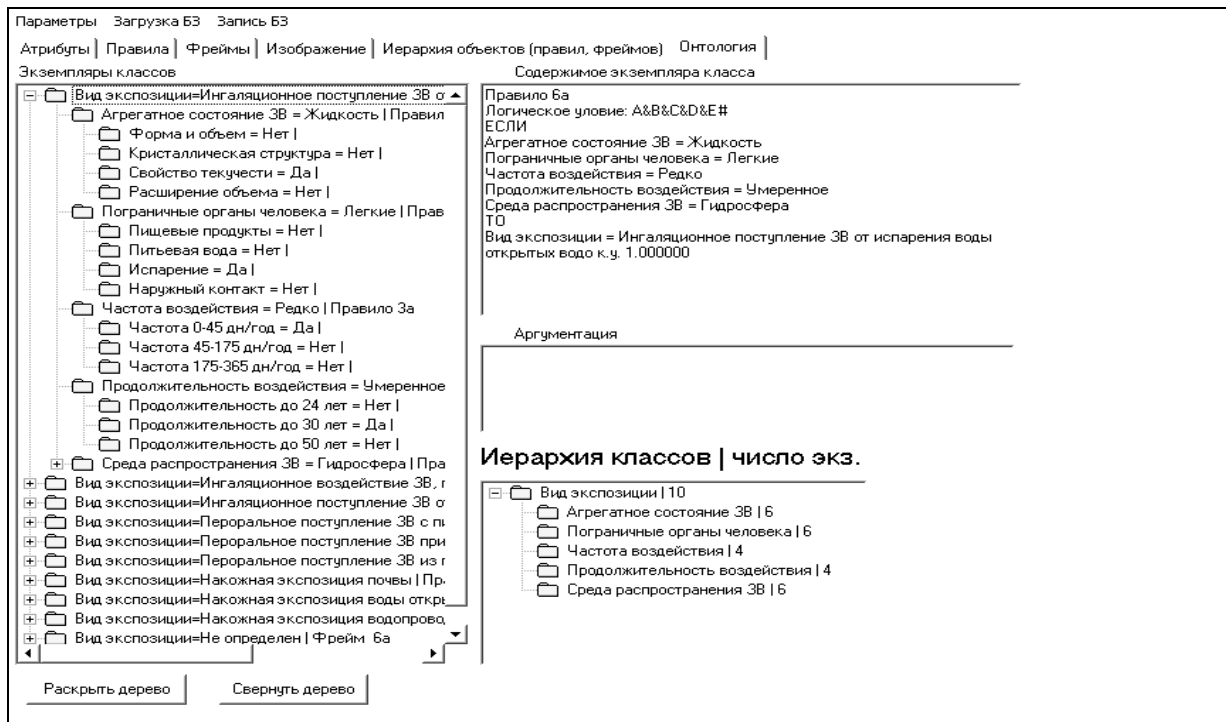 Параметры Загрузка БЗ Запись БЗ
Атрибуты Правила Фреймы Изображение Иерархия объектов (правил, фреймов) Онтология
Экземпляры классов
Вид экспозиции=Ингаляционное поступление ЗВ о
Агрегатное состояние ЗВ = Жидкость | Правил
Форма и объем = Нет |
Кристаллическая структура = Нет |
Свойство текучести = Да |
Расширение объема = Нет |
Пограничные органы человека = Легкие | Прав
Пищевые продукты = Нет |
Питьевая вода = Нет |
Испарение = Да |
Наружный контакт = Нет |
Частота воздействия = Редко | Правило 3а
Частота 0-45 дн/год = Да |
Частота 45-175 дн/год = Нет |
Частота 175-365 дн/год = Нет |
Продолжительность воздействия = Умеренное
Продолжительность до 24 лет = Нет |
Продолжительность до 30 лет = Да |
Продолжительность до 50 лет = Нет |
Среда распространения ЗВ = Гидросфера | Пра
Вид экспозиции=Ингаляционное воздействие ЗВ, г
Вид экспозиции=Ингаляционное поступление ЗВ о
Вид экспозиции=Пероральное поступление ЗВ с пи
Вид экспозиции=Пероральное поступление ЗВ при
Вид экспозиции=Пероральное поступление ЗВ из г
Вид экспозиции=Накожная экспозиция почвы | Пр
Вид экспозиции=Накожная экспозиция воды откры
Вид экспозиции=Накожная экспозиция водопровод
Вид экспозиции=Не определен | Фрейм 6а
Раскрыть дерево Свернуть дерево
Содержимое экземпляра класса
Правило 6а
Логическое уловие: A&B&C&D&E#
ЕСЛИ
Агрегатное состояние ЗВ = Жидкость
Пограничные органы человека = Легкие
Частота воздействия = Редко
Продолжительность воздействия = Умеренное
Среда распространения ЗВ = Гидросфера
ТО
Вид экспозиции = Ингаляционное поступление ЗВ от испарения воды
открытых водо к.у. 1.000000
Аргументация
Иерархия классов | число экз.
Вид экспозиции | 10
Агрегатное состояние ЗВ | 6
Пограничные органы человека | 6
Частота воздействия | 4
Продолжительность воздействия | 4
Среда распространения ЗВ | 6